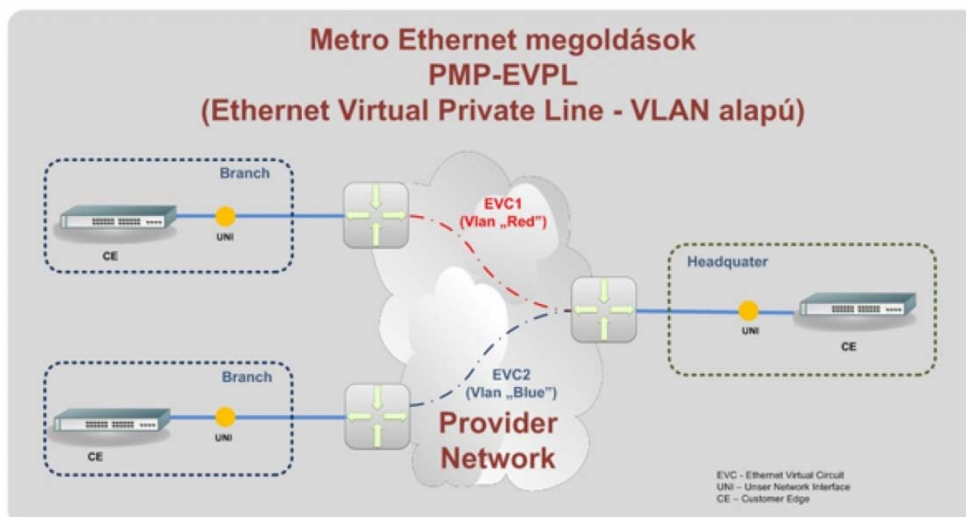 Metro Ethernet megoldások
PMP-EVPL
(Ethernet Virtual Private Line - VLAN alapú)
Branch
CE
UNI
EVC1
(Vlan „Red”)
Headquater
UNI
CE
Branch
CE
UNI
EVC2
(Vlan „Blue”)
Provider
Network
EVC - Ethernet Virtual Circuit
UNI – Unser Network Interface
CE – Customer Edge